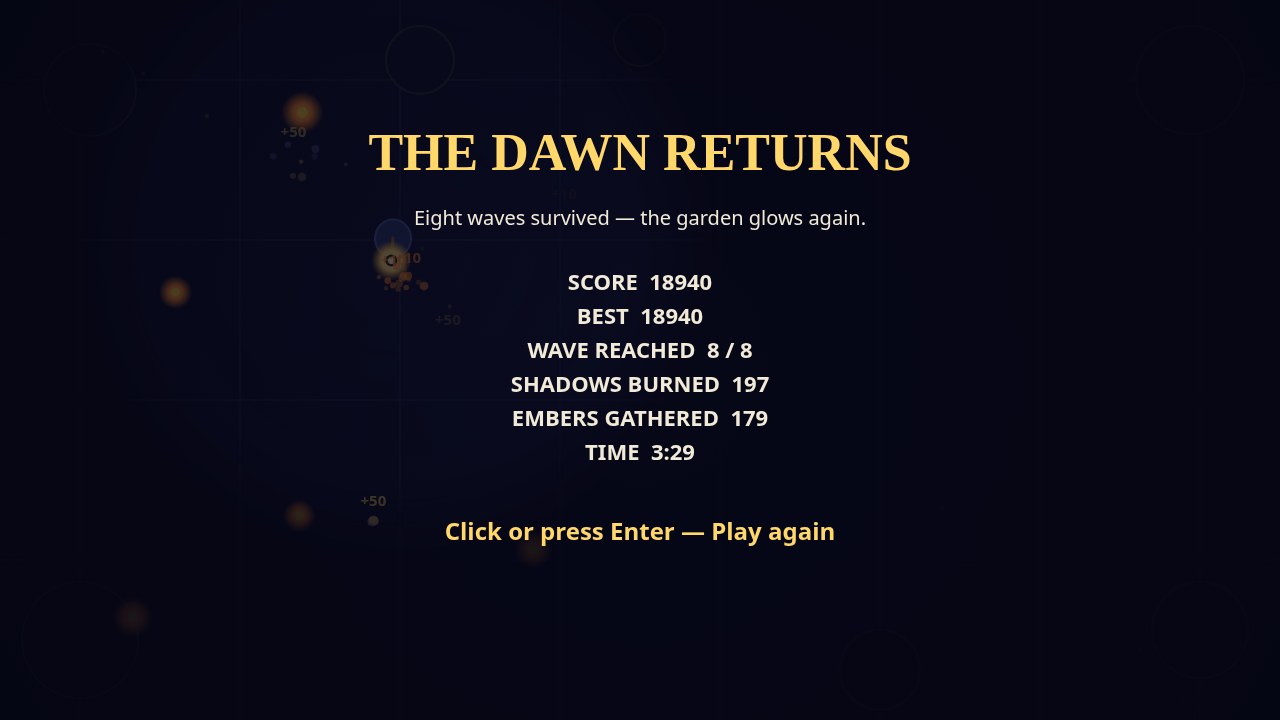 +50
THE DAWN RETURNS
Eight waves survived — the garden glows again.
SCORE 18940
BEST 18940
+50
WAVE REACHED 8 / 8
SHADOWS BURNED 197
EMBERS GATHERED 179
TIME 3:29
+50
Click or press Enter — Play again